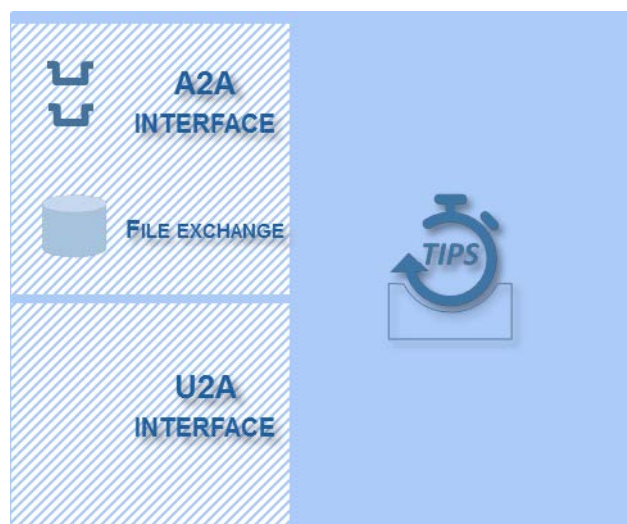 A2A
INTERFACE
FILE EXCHANGE
TIPS
U2A
INTERFACE